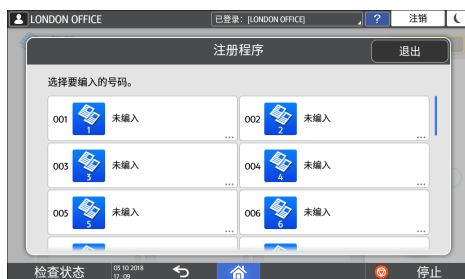 LONDON OFFICE
已登录：[LONDON OFFICE]
?
注销
注册程序
退出
选择要编入的号码。
001 1 未编入
002 2 未编入
003 3 未编入
004 4 未编入
005 5 未编入
006 6 未编入
检查状态
03 10 2018
17:09
停止